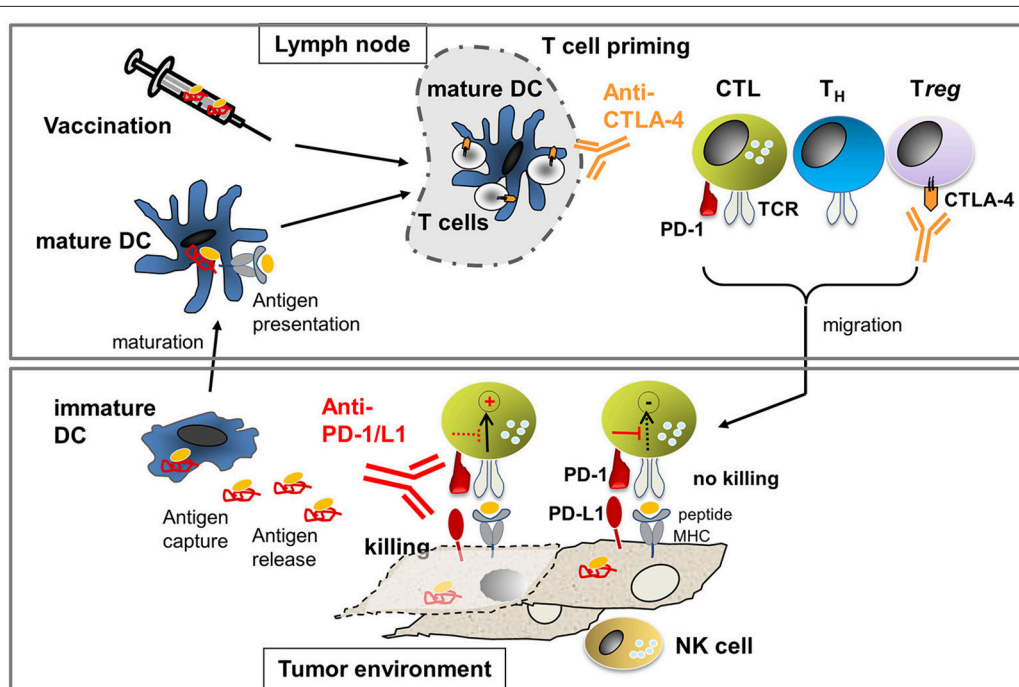 Lymph node
T cell priming
Vaccination
mature DC
Anti-
CTLA-4
CTL
TH
Treg
T cells
TCR
PD-1
CTLA-4
mature DC
Antigen
presentation
maturation
migration
immature
DC
Anti-
PD-1/L1
+
-
PD-1
no killing
PD-L1
peptide
MHC
Antigen
capture
Antigen
release
killing
NK cell
Tumor environment